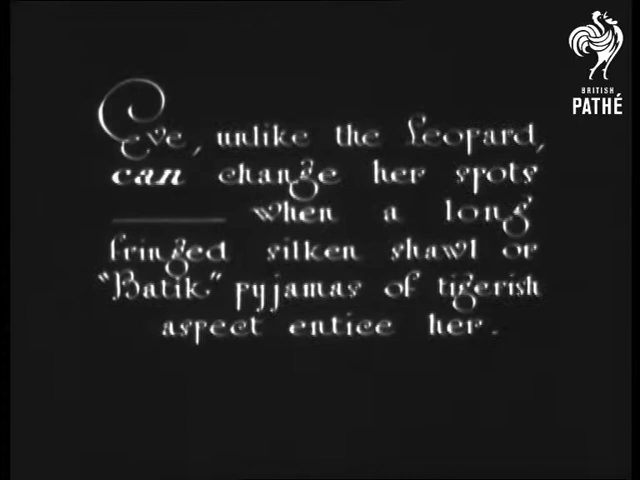 BRITISH
PATHÉ
Eve, unlike the Leopard,
can change her spots
—— when a long
fringed silken shawl or
"Batik" pyjamas of tigerish
aspect entice her.